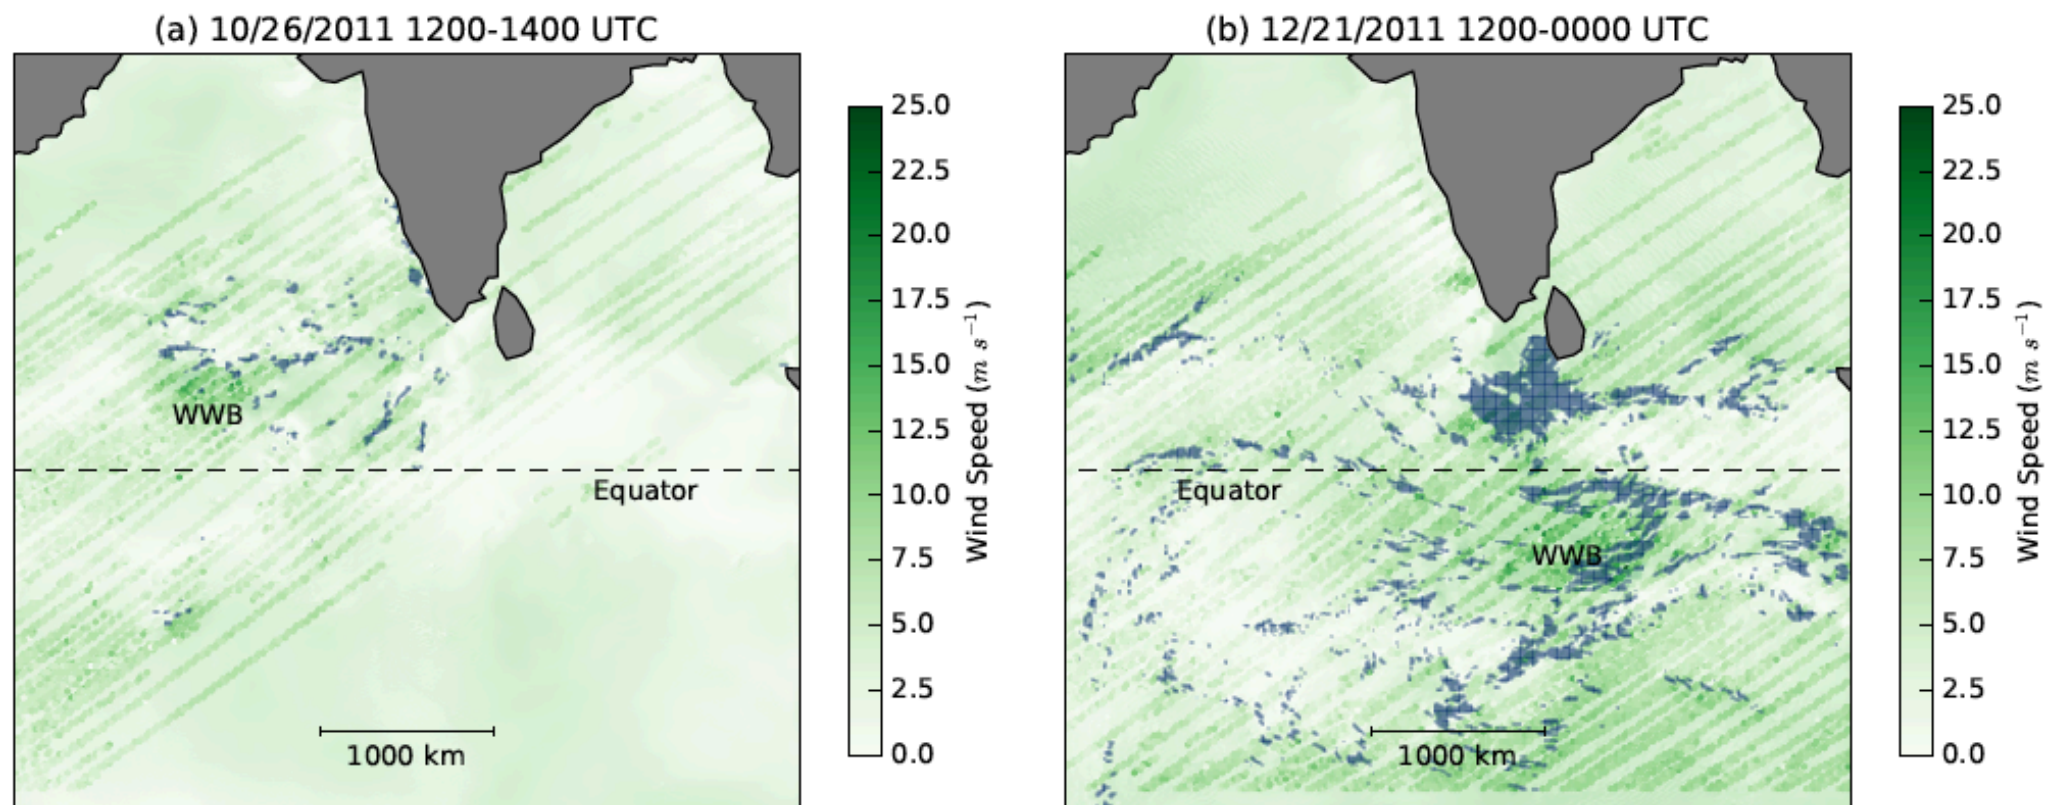 (a) 10/26/2011 1200-1400 UTC
WWB
Equator
1000 km
25.0
22.5
20.0
17.5
15.0
12.5
10.0
7.5
5.0
2.5
0.0
Wind Speed (m s⁻¹)
(b) 12/21/2011 1200-0000 UTC
Equator
WWB
1000 km
25.0
22.5
20.0
17.5
15.0
12.5
10.0
7.5
5.0
2.5
0.0
Wind Speed (m s⁻¹)